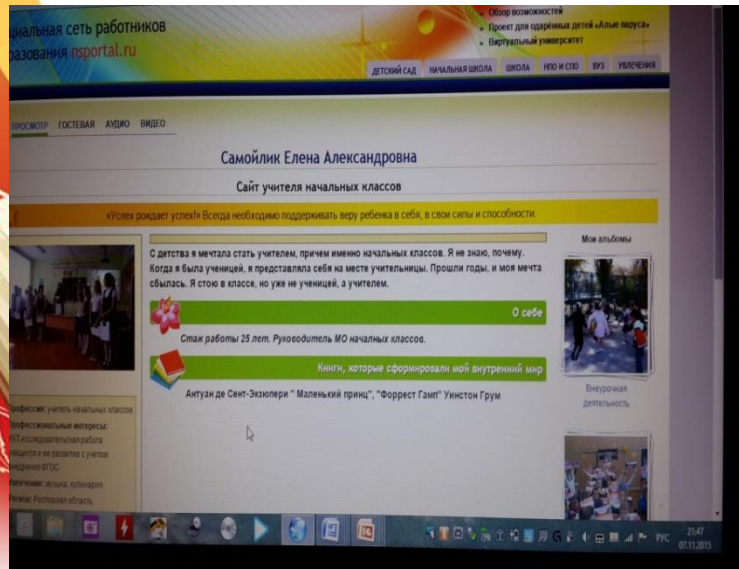 Обзор возможностей
Проект для одарённых детей «Алые паруса»
Виртуальный университет
циальная сеть работников
разования nsportal.ru
ДЕТСКИЙ САД НАЧАЛЬНАЯ ШКОЛА ШКОЛА НПО И СПО ВУЗ УВЛЕЧЕНИЯ
ПРОСМОТР ГОСТЕВАЯ АУДИО ВИДЕО
Самойлик Елена Александровна
Сайт учителя начальных классов
«Успех рождает успех!» Всегда необходимо поддерживать веру ребенка в себя, в свои силы и способности.
С детства я мечтала стать учителем, причем именно начальных классов. Я не знаю, почему.
Когда я была ученицей, я представляла себя на месте учительницы. Прошли годы, и моя мечта
сбылась. Я стою в классе, но уже не ученицей, а учителем.
О себе
Стаж работы 25 лет. Руководитель МО началных классов.
Книги, которые сформировали мой внутренний мир
Антуан де Сент-Экзюпери " Маленький принц", "Форрест Гамп" Уинстон Грум
Мои альбомы
Внеурочная
деятельность
Профессия: учитель начальных классов
Профессиональные интересы:
ИКТ,исследовательская работа
учащихся и ее развитие с учетом
внедрения ФГОС
Увлечения: музыка, кулинария
Регион: Ростовская область
РУС
21:47
07.11.2015